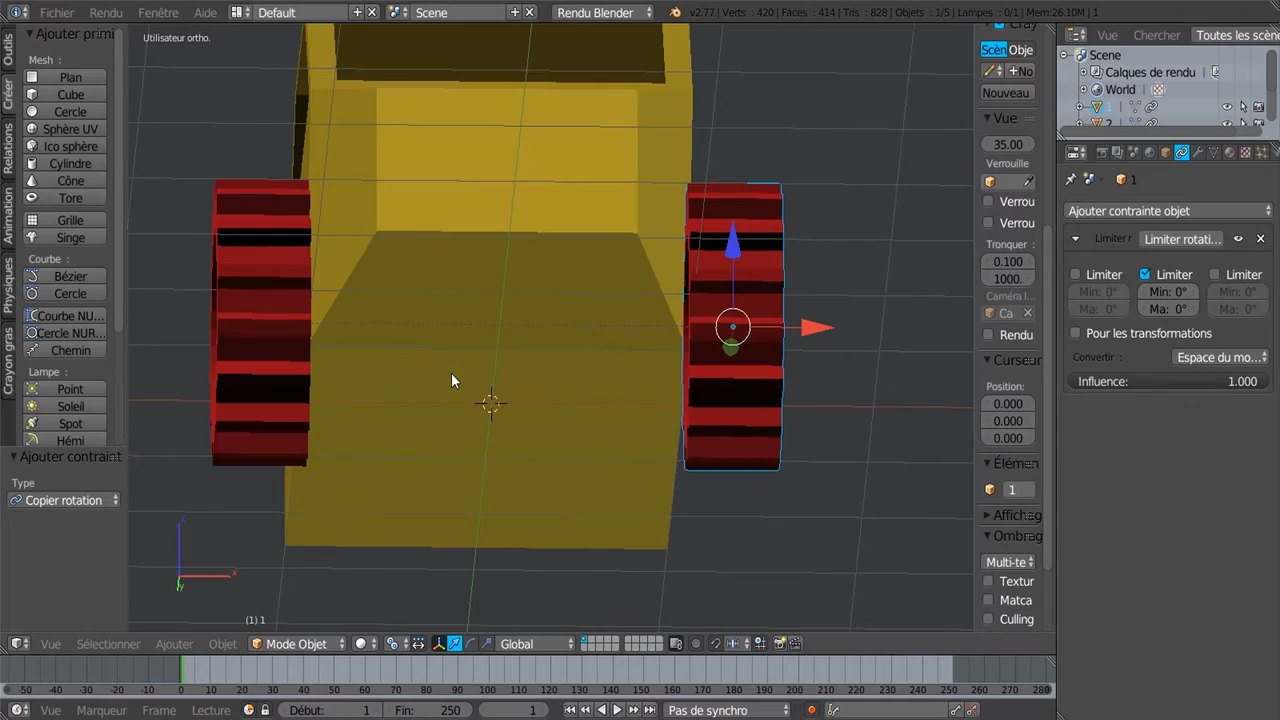 Fichier Rendu Fenêtre Aide Default Scene Rendu Blender v2.77 | Verts : 420 | Faces : 414 | Tris : 828 | Objets : 1/5 | Lampes : 0/1 | Mem:26.10M | 1
Outils
Créer
Relations
Animation
Physiques
Crayon gras
Ajouter primi
Mesh :
Plan
Cube
Cercle
Sphère UV
Ico sphère
Cylindre
Cône
Tore
Grille
Singe
Courbe :
Bézier
Cercle
Courbe NU
Cercle NUR
Chemin
Lampe :
Point
Soleil
Spot
Hémi
Ajouter contraint
Type
Copier rotation
Utilisateur ortho.
z
x
y
(1) 1
Cray
Scèn Obje
No
Nouveau
Vue
35.00
Verrouille
Verrou
Verrou
Tronquer
0.100
1000.
Caméra l
Ca
Rendu
Curseur
Position:
0.000
0.000
0.000
Élémen
1
Affichag
Ombrag
Multi-te
Textur
Matca
Culling
Vue Chercher Toutes les scène
Scene
Calques de rendu
World
1
2
1
Ajouter contrainte objet
Limiter r Limiter rotati...
Limiter Limiter Limiter
Min: 0° Min: 0° Min: 0°
Ma: 0° Ma: 0° Ma: 0°
Pour les transformations
Convertir : Espace du mo...
Influence: 1.000
Vue Sélectionner Ajouter Objet Mode Objet Global
-50 -40 -30 -20 -10 0 10 20 30 40 50 60 70 80 90 100 110 120 130 140 150 160 170 180 190 200 210 220 230 240 250 260 270 280
Vue Marqueur Frame Lecture Début: 1 Fin: 250 1 Pas de synchro